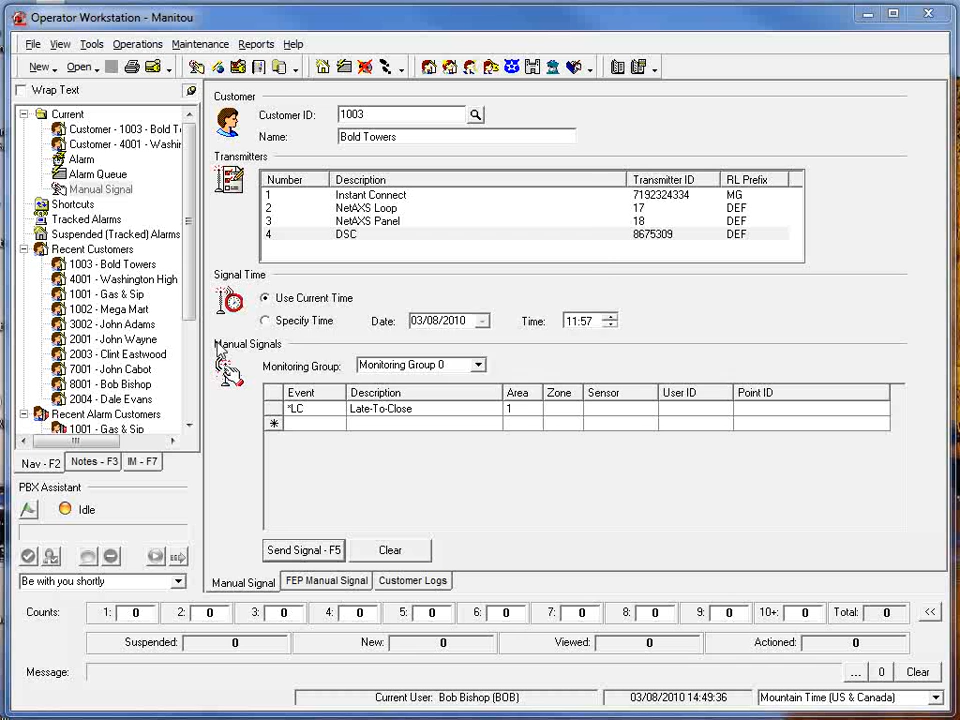 Operator Workstation - Manitou
File View Tools Operations Maintenance Reports Help
New Open
Wrap Text
Current
Customer - 1003 - Bold T
Customer - 4001 - Washir
Alarm
Alarm Queue
Manual Signal
Shortcuts
Tracked Alarms
Suspended (Tracked) Alarms
Recent Customers
1003 - Bold Towers
4001 - Washington High
1001 - Gas & Sip
1002 - Mega Mart
3002 - John Adams
2001 - John Wayne
2003 - Clint Eastwood
7001 - John Cabot
8001 - Bob Bishop
2004 - Dale Evans
Recent Alarm Customers
1001 - Gas & Sip
Nav - F2 Notes - F3 IM - F7
PBX Assistant
Idle
Be with you shortly
Customer
Customer ID: 1003
Name: Bold Towers
Transmitters
Number Description Transmitter ID RL Prefix
1 Instant Connect 7192324334 MG
2 NetAXS Loop 17 DEF
3 NetAXS Panel 18 DEF
4 DSC 8675309 DEF
Signal Time
Use Current Time
Specify Time Date: 03/08/2010 Time: 11:57
Manual Signals
Monitoring Group: Monitoring Group 0
Event Description Area Zone Sensor User ID Point ID
*LC Late-To-Close 1
*
Send Signal - F5 Clear
Manual Signal FEP Manual Signal Customer Logs
Counts: 1: 0 2: 0 3: 0 4: 0 5: 0 6: 0 7: 0 8: 0 9: 0 10+: 0 Total: 0 <<
Suspended: 0 New: 0 Viewed: 0 Actioned: 0
Message: ... 0 Clear
Current User: Bob Bishop (BOB) 03/08/2010 14:49:36 Mountain Time (US & Canada)